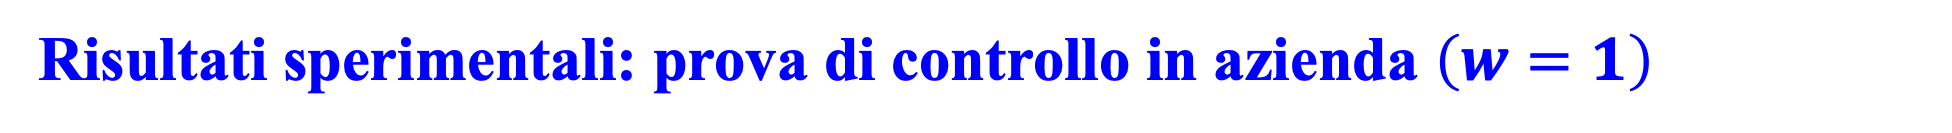 Risultati sperimentali: prova di controllo in azienda (w = 1)